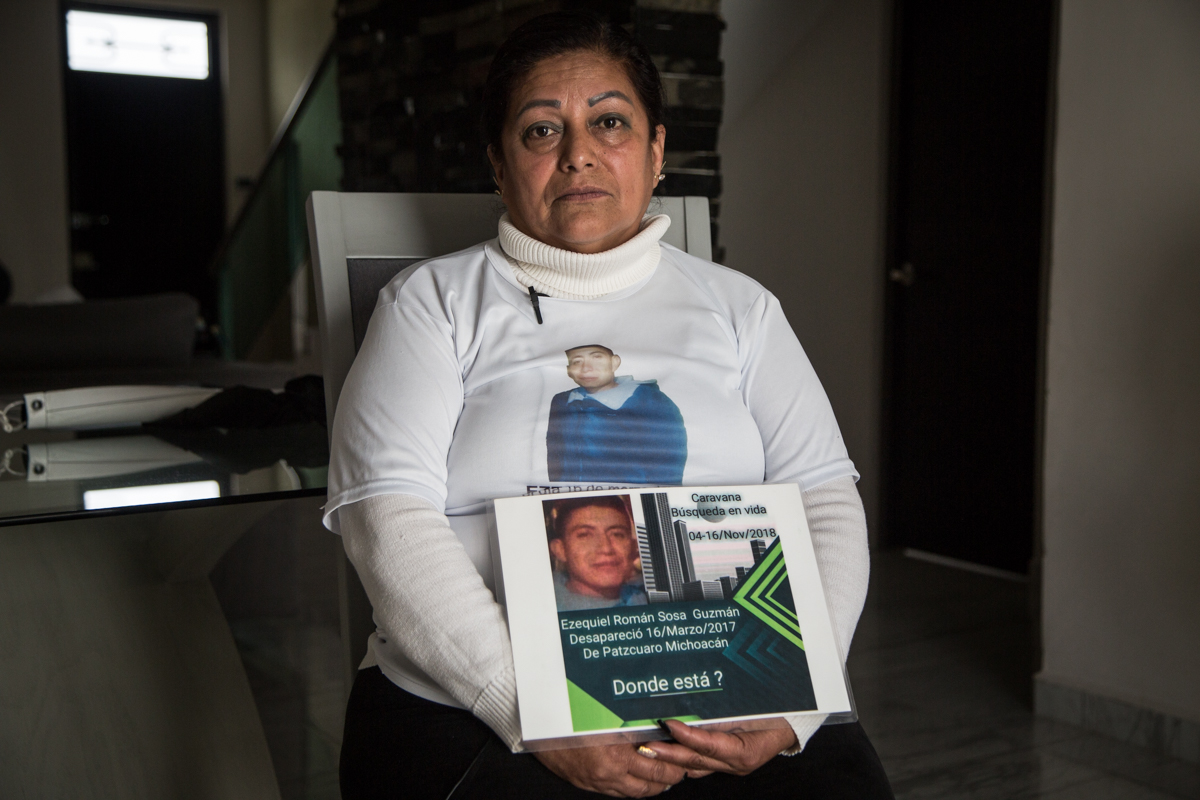 Caravana
Búsqueda en vida
04-16/Nov/2018
Ezequiel Román Sosa Guzmán
Desapareció 16/Marzo/2017
De Patzcuaro Michoacán
Donde está ?